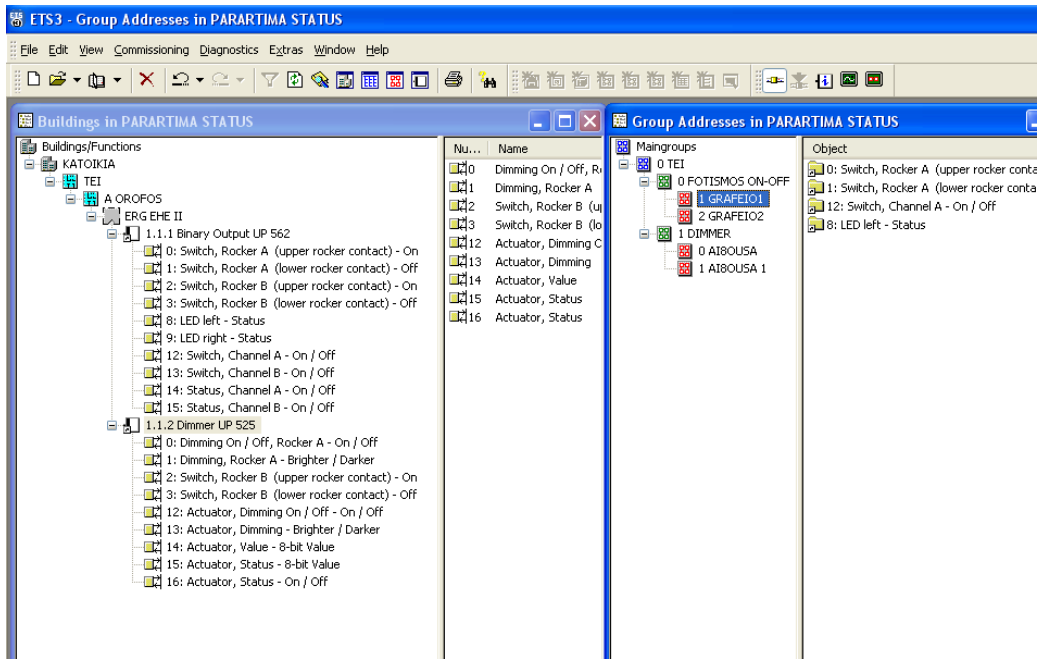 ETS3 - Group Addresses in PARARTIMA STATUS
File Edit View Commissioning Diagnostics Extras Window Help
Buildings in PARARTIMA STATUS
Buildings/Functions
KATOIKIA
TEI
A OROFOS
ERG EHE II
1.1.1 Binary Output UP 562
0: Switch, Rocker A (upper rocker contact) - On
1: Switch, Rocker A (lower rocker contact) - Off
2: Switch, Rocker B (upper rocker contact) - On
3: Switch, Rocker B (lower rocker contact) - Off
8: LED left - Status
9: LED right - Status
12: Switch, Channel A - On / Off
13: Switch, Channel B - On / Off
14: Status, Channel A - On / Off
15: Status, Channel B - On / Off
1.1.2 Dimmer UP 525
0: Dimming On / Off, Rocker A - On / Off
1: Dimming, Rocker A - Brighter / Darker
2: Switch, Rocker B (upper rocker contact) - On
3: Switch, Rocker B (lower rocker contact) - Off
12: Actuator, Dimming On / Off - On / Off
13: Actuator, Dimming - Brighter / Darker
14: Actuator, Value - 8-bit Value
15: Actuator, Status - 8-bit Value
16: Actuator, Status - On / Off
Nu... Name
0 Dimming On / Off, R
1 Dimming, Rocker A
2 Switch, Rocker B (u
3 Switch, Rocker B (lo
12 Actuator, Dimming O
13 Actuator, Dimming
14 Actuator, Value
15 Actuator, Status
16 Actuator, Status
Group Addresses in PARARTIMA STATUS
Maingroups
0 TEI
0 FOTISMOS ON-OFF
1 GRAFEIO1
2 GRAFEIO2
1 DIMMER
0 AI8OUSA
1 AI8OUSA 1
Object
0: Switch, Rocker A (upper rocker conta
1: Switch, Rocker A (lower rocker conta
12: Switch, Channel A - On / Off
8: LED left - Status